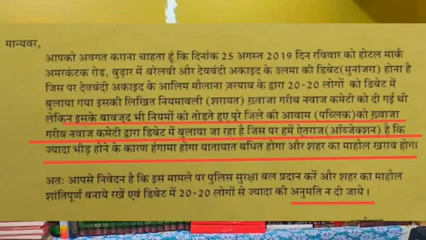 मान्यवर,
आपको अवगत कराना चाहता हूं कि दिनांक 25 अगस्त 2019 दिन रविवार को होटल मार्क
अमरकंटक रोड, बुढ़ार में बरेलवी और देवबंदी अकाइद के उलमा की डिबेट(मुनांजरा) होना है
जिस पर देवबंदी अकाइद के आलिम मौलाना ज़रयाब के द्वारा 20-20 लोगों को डिबेट में
बुलाया गया इसकी लिखित नियमावली (शरायत) ख़्वाजा गरीब नवाज कमेटी को दी गई थी
लेकिन इसके बावजूद भी नियमों को तोड़ते हुए पूरे जिले की आवाम (पब्लिक)को ख़्वाजा
गरीब नवाज कमेटी द्वारा डिबेट में बुलाया जा रहा है जिस पर हमें ऐतराज(ऑब्जेक्शन) है कि
ज्यादा भीड़ होने के कारण हंगामा होगा यातायात बधित होगा और शहर का माहौल खराब होगा।
अतः आपसे निवेदन है कि इस मामले पर पुलिस सुरक्षा बल प्रदान करें और शहर का माहौल
शांतिपूर्ण बनाये रखें एवं डिबेट में 20-20 लोगों से ज्यादा की अनुमति न दी जाये।